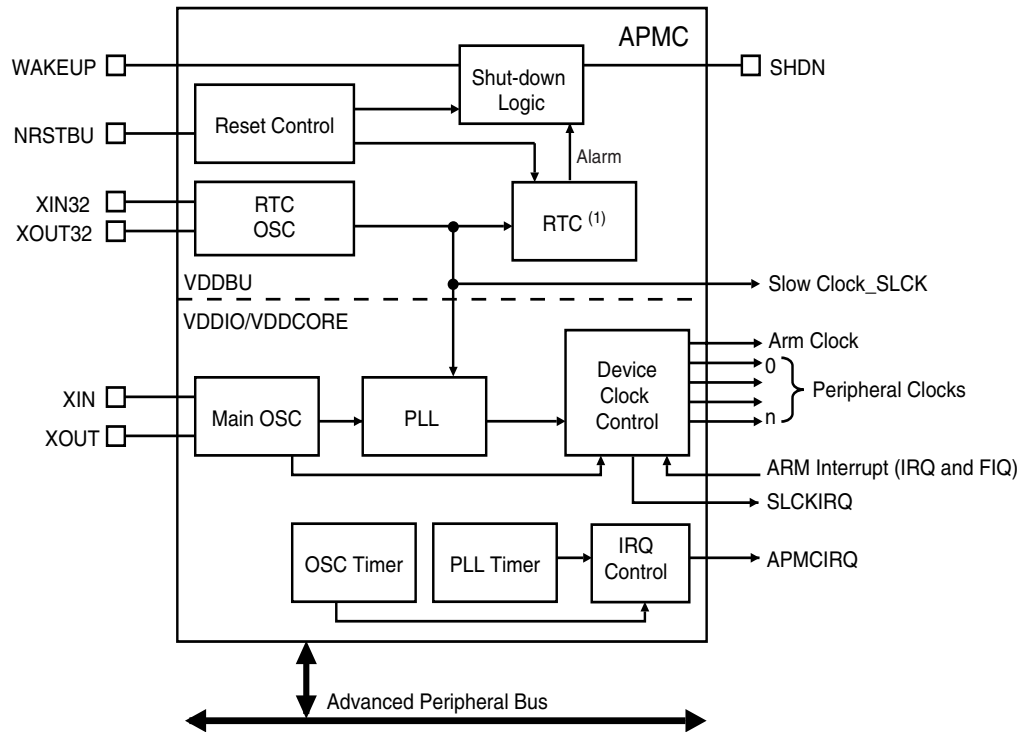 APMC
WAKEUP
Shut-down
Logic
SHDN
NRSTBU
Reset Control
Alarm
XIN32
XOUT32
RTC
OSC
RTC (1)
VDDBU
Slow Clock_SLCK
VDDIO/VDDCORE
Arm Clock
0
Peripheral Clocks
n
XIN
XOUT
Main OSC
PLL
Device
Clock
Control
ARM Interrupt (IRQ and FIQ)
SLCKIRQ
OSC Timer
PLL Timer
IRQ
Control
APMCIRQ
Advanced Peripheral Bus